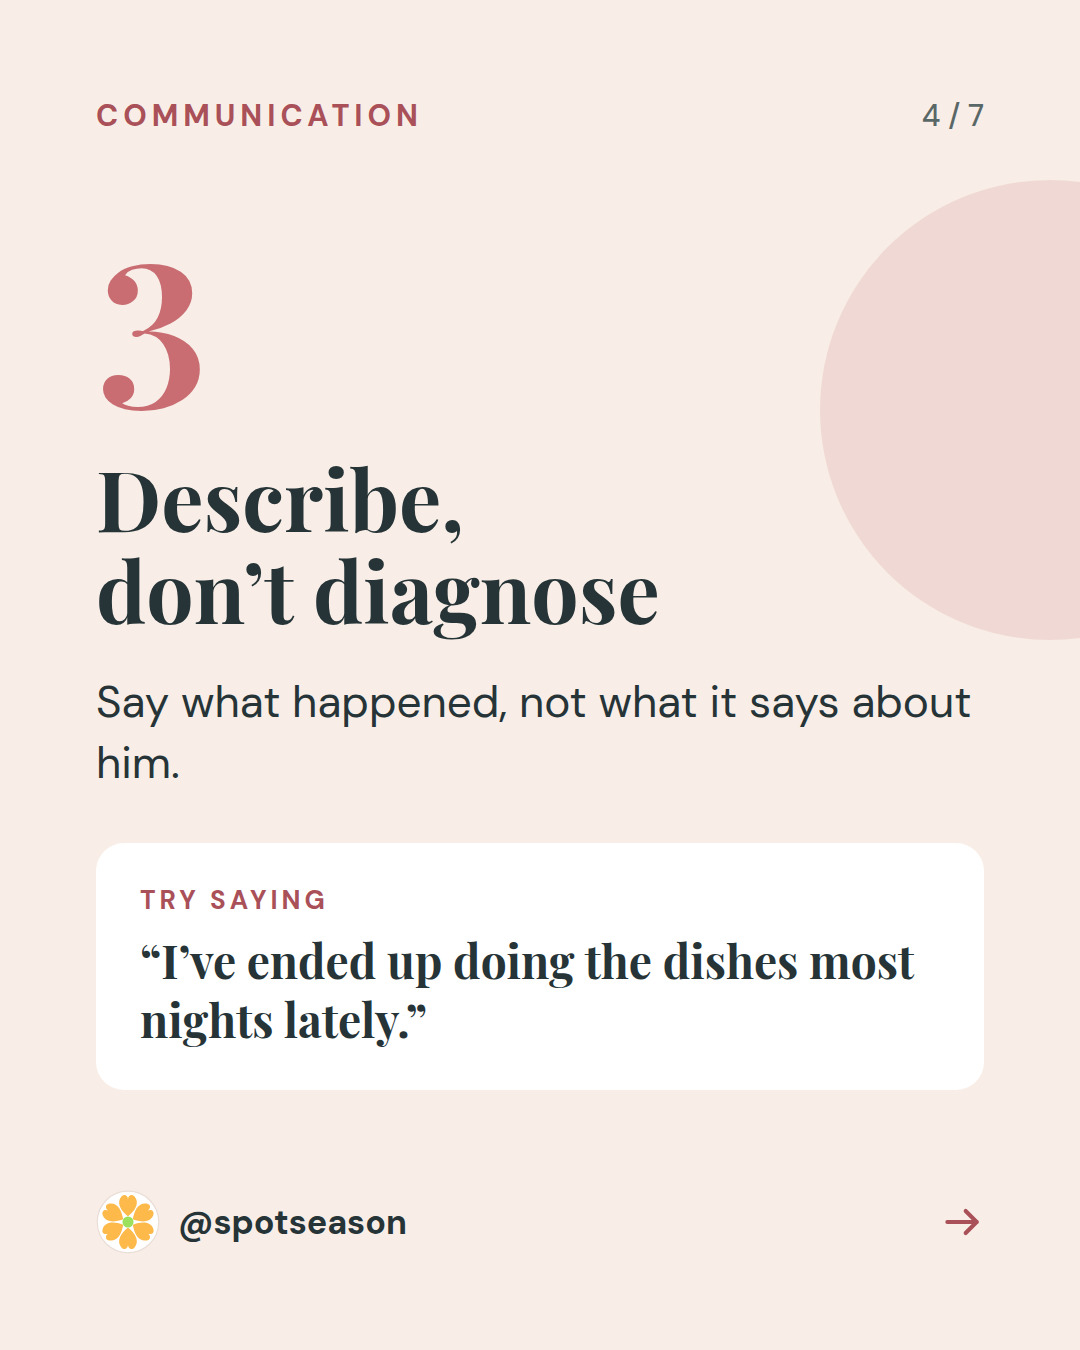 COMMUNICATION
4 / 7
3
Describe,
don’t diagnose
Say what happened, not what it says about
him.
TRY SAYING
“I’ve ended up doing the dishes most
nights lately.”
@spotseason